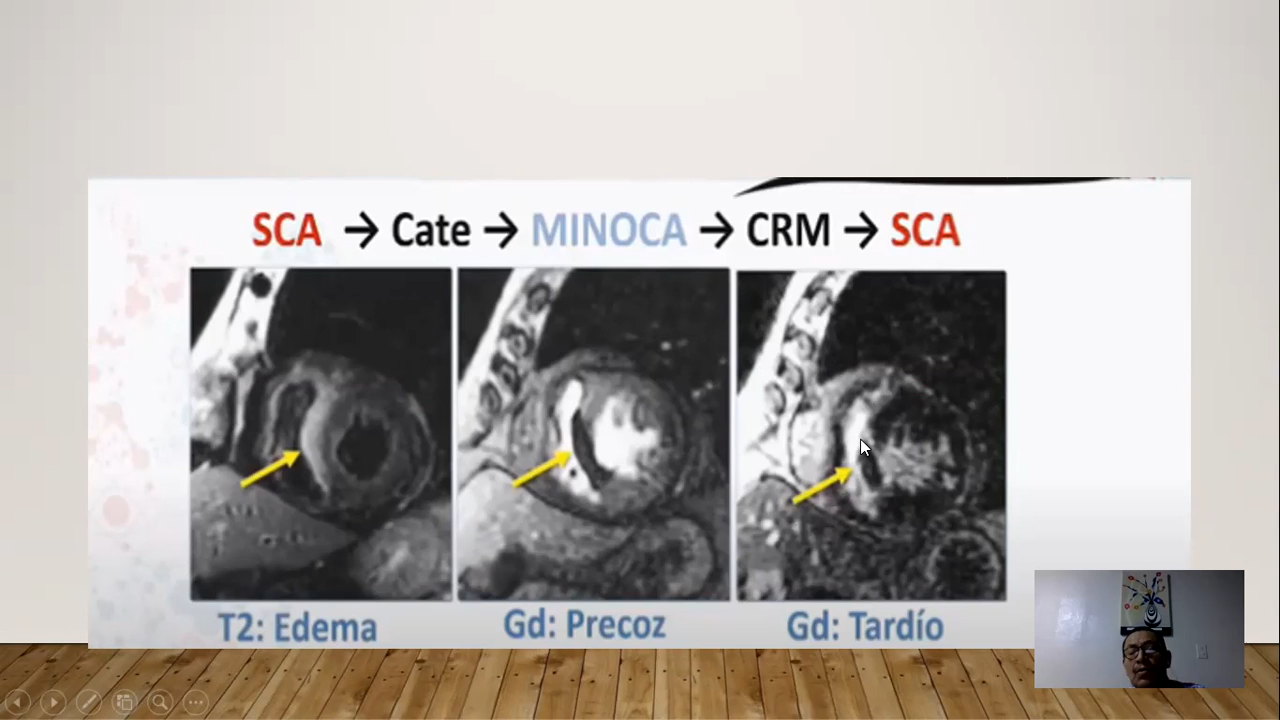 SCA → Cate → MINOCA → CRM → SCA
T2: Edema
Gd: Precoz
Gd: Tardío